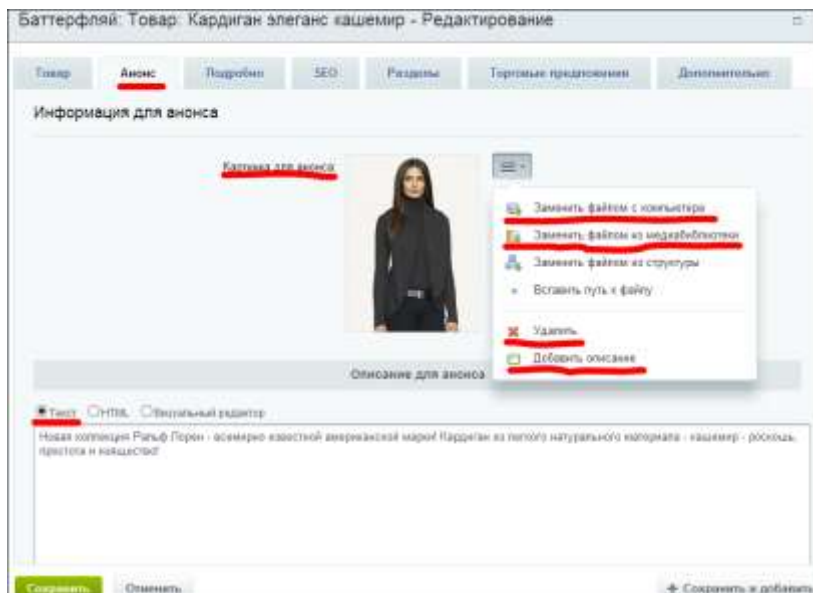 Баттерфляй: Товар: Кардиган элеганс кашемир - Редактирование
Товар Анонс Подробно SEO Разделы Торговые предложения Дополнительно
Информация для анонса
Картинка для анонса
Заменить файлом с компьютера
Заменить файлом из медиабиблиотеки
Заменить файлом из структуры
Вставить путь к файлу
Удалить
Добавить описание
Описание для анонса
Текст HTML Визуальный редактор
Новая коллекция Ральф Лорен - всемирно известной американской марки! Кардиган из легкого натурального материала - кашемир - роскошь,
простота и изящество!
Сохранить Отменить + Сохранить и добавить